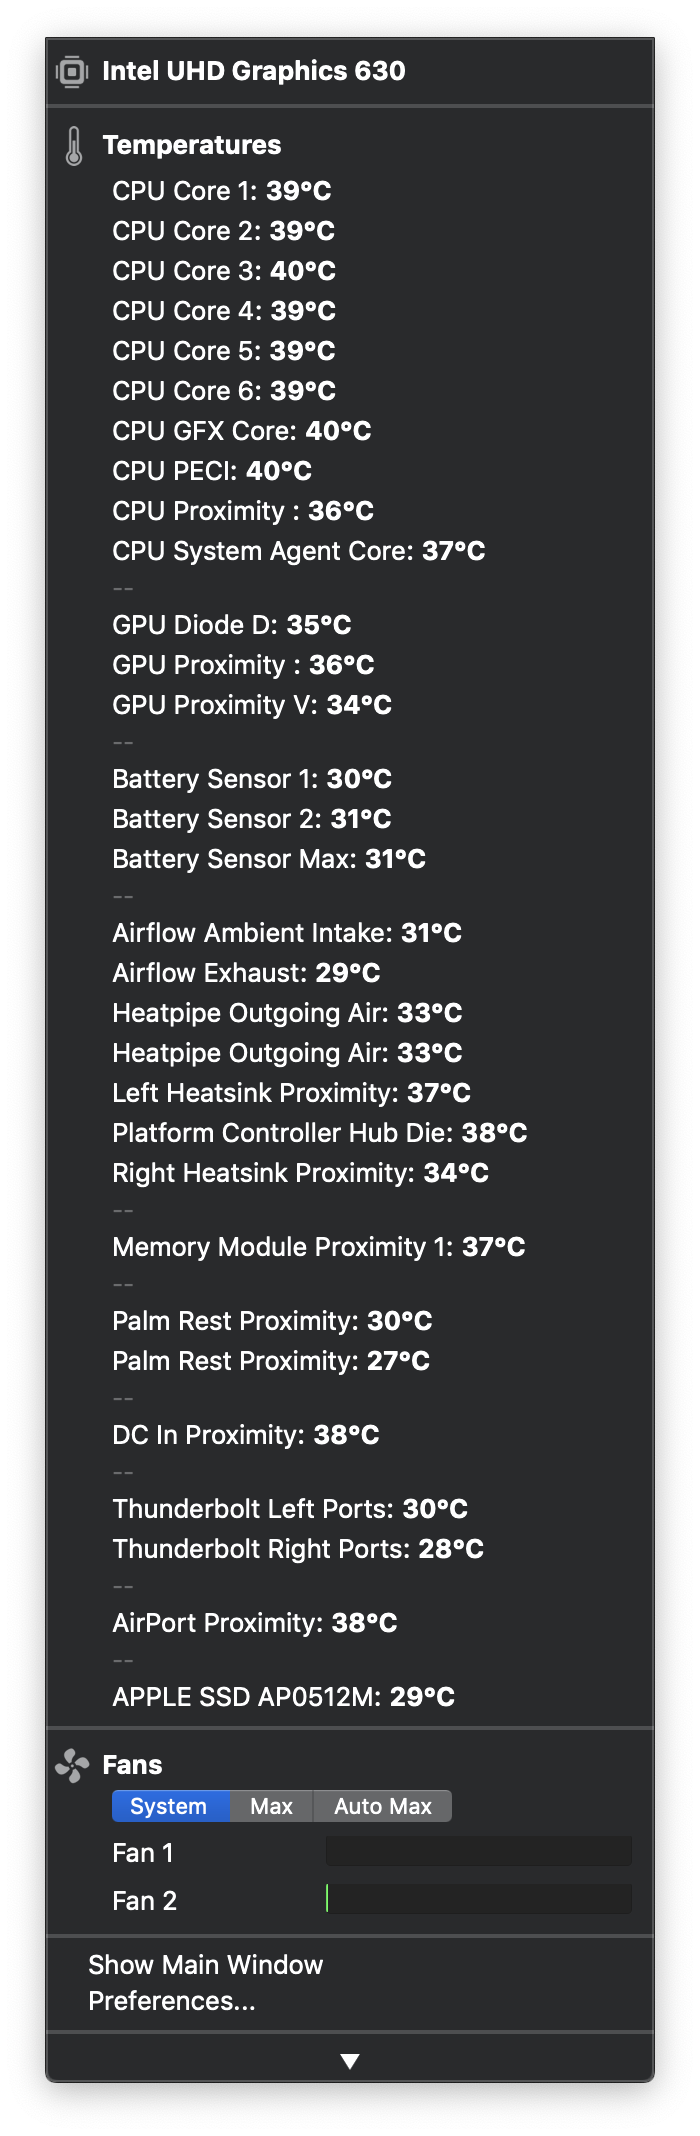 Intel UHD Graphics 630
Temperatures
CPU Core 1: 39°C
CPU Core 2: 39°C
CPU Core 3: 40°C
CPU Core 4: 39°C
CPU Core 5: 39°C
CPU Core 6: 39°C
CPU GFX Core: 40°C
CPU PECI: 40°C
CPU Proximity : 36°C
CPU System Agent Core: 37°C
--
GPU Diode D: 35°C
GPU Proximity : 36°C
GPU Proximity V: 34°C
--
Battery Sensor 1: 30°C
Battery Sensor 2: 31°C
Battery Sensor Max: 31°C
--
Airflow Ambient Intake: 31°C
Airflow Exhaust: 29°C
Heatpipe Outgoing Air: 33°C
Heatpipe Outgoing Air: 33°C
Left Heatsink Proximity: 37°C
Platform Controller Hub Die: 38°C
Right Heatsink Proximity: 34°C
--
Memory Module Proximity 1: 37°C
--
Palm Rest Proximity: 30°C
Palm Rest Proximity: 27°C
--
DC In Proximity: 38°C
--
Thunderbolt Left Ports: 30°C
Thunderbolt Right Ports: 28°C
--
AirPort Proximity: 38°C
--
APPLE SSD AP0512M: 29°C
Fans
System Max Auto Max
Fan 1
Fan 2
Show Main Window
Preferences...